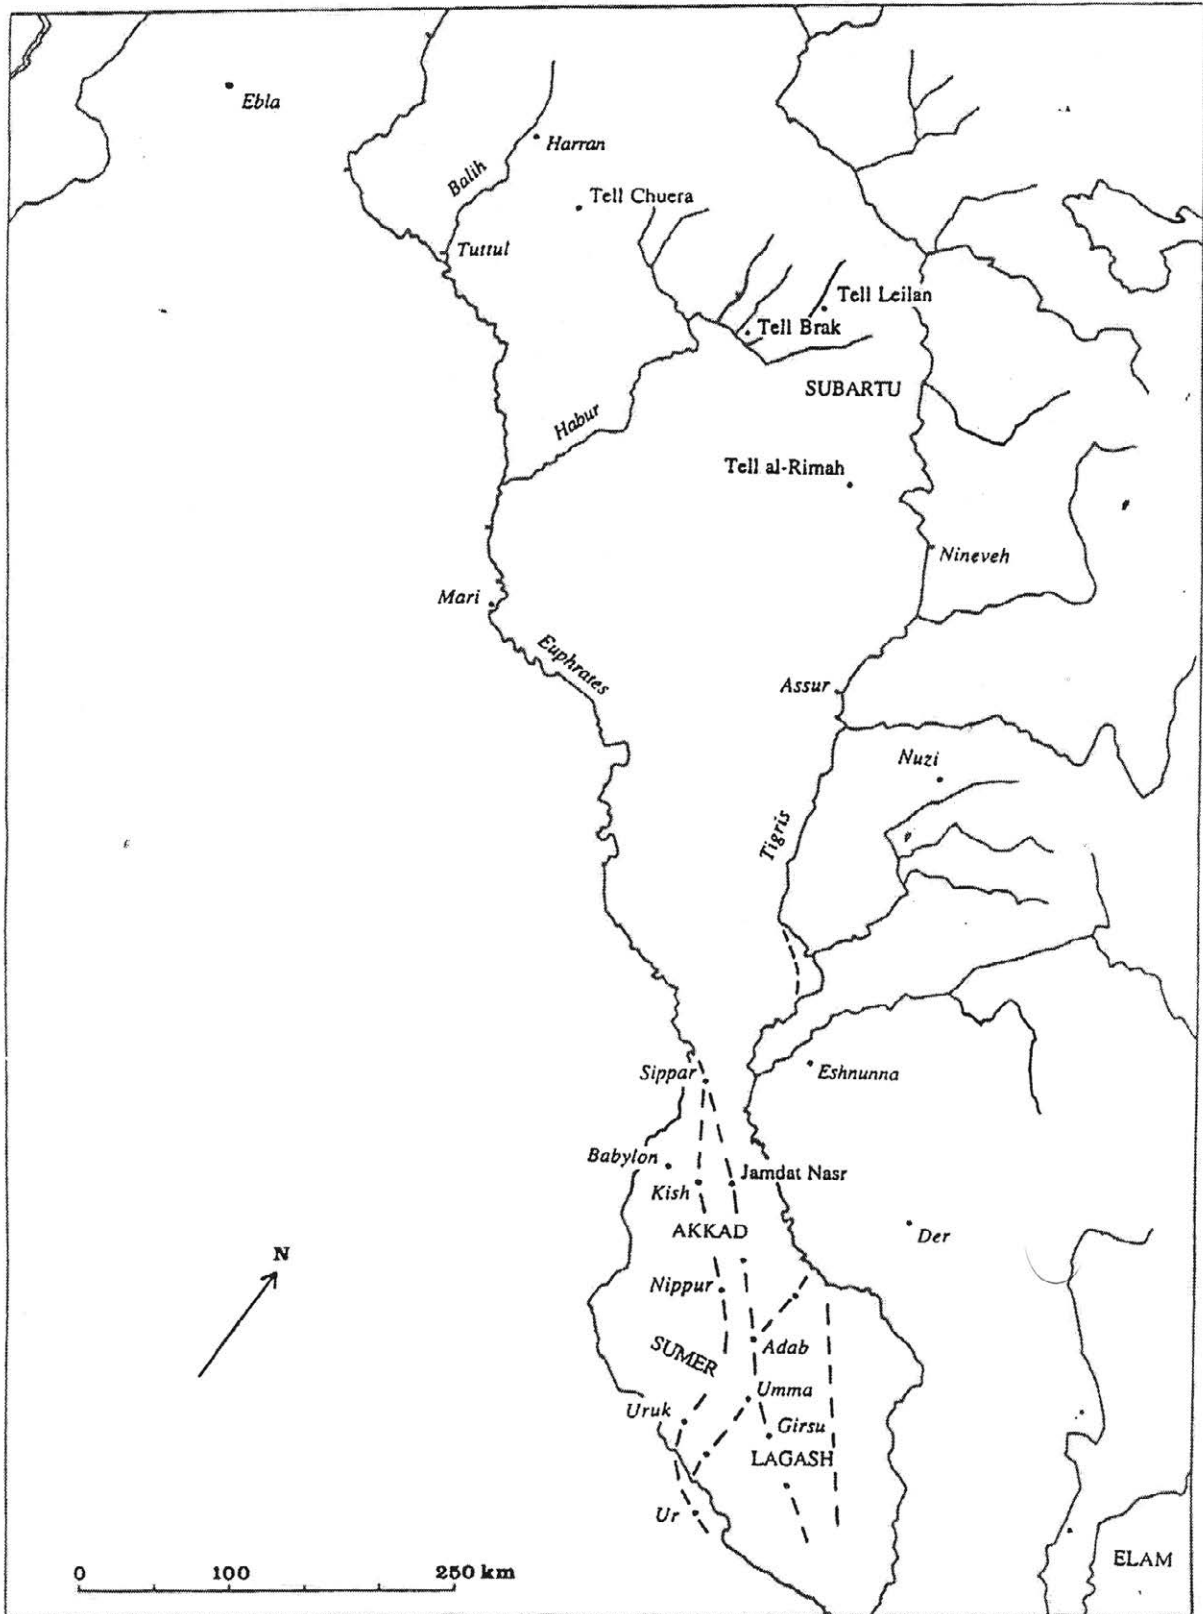 Ebla
Harran
Balih
Tell Chuera
Tuttul
Tell Leilan
Tell Brak
SUBARTU
Habur
Tell al-Rimah
Nineveh
Mari
Euphrates
Assur
Nuzi
Tigris
Sippar
Eshnunna
Babylon
Jamdat Nasr
Kish
AKKAD
Der
N
Nippur
SUMER
Adab
Umma
Uruk
Girsu
LAGASH
Ur
ELAM
0 100 250 km